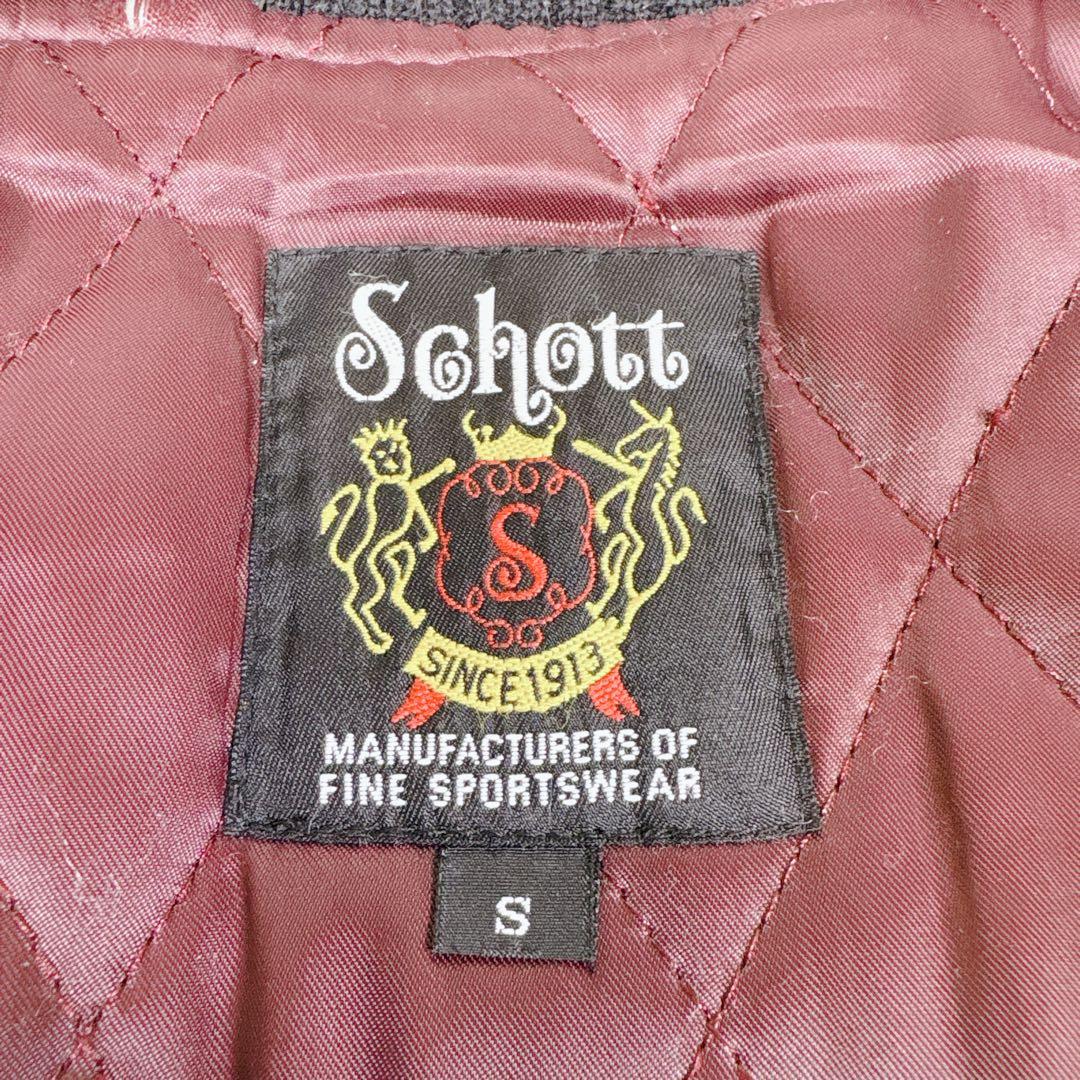 Schott
S
SINCE 1913
MANUFACTURERS OF
FINE SPORTSWEAR
S